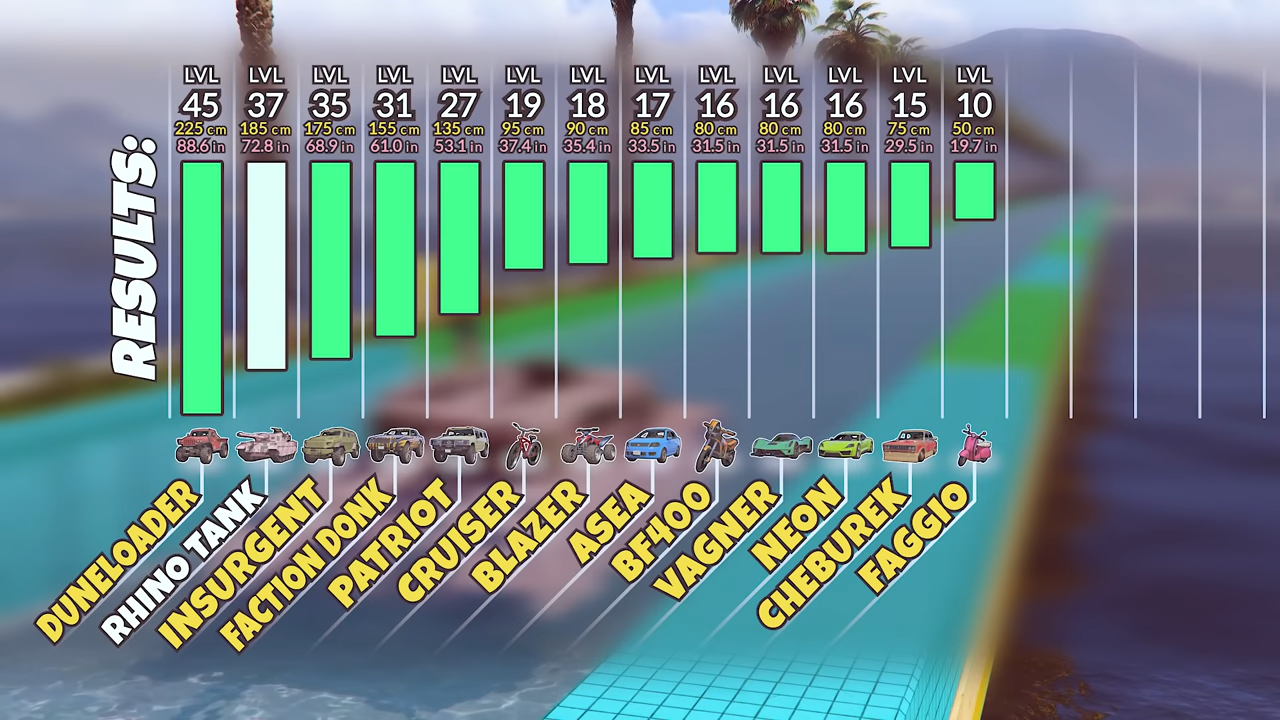 RESULTS:
LVL 45 225 cm 88.6 in
LVL 37 185 cm 72.8 in
LVL 35 175 cm 68.9 in
LVL 31 155 cm 61.0 in
LVL 27 135 cm 53.1 in
LVL 19 95 cm 37.4 in
LVL 18 90 cm 35.4 in
LVL 17 85 cm 33.5 in
LVL 16 80 cm 31.5 in
LVL 16 80 cm 31.5 in
LVL 16 80 cm 31.5 in
LVL 15 75 cm 29.5 in
LVL 10 50 cm 19.7 in
DUNELOADER
RHINO TANK
INSURGENT
FACTION DONK
PATRIOT
CRUISER
BLAZER
ASEA
BF400
VAGNER
NEON
CHEBUREK
FAGGIO